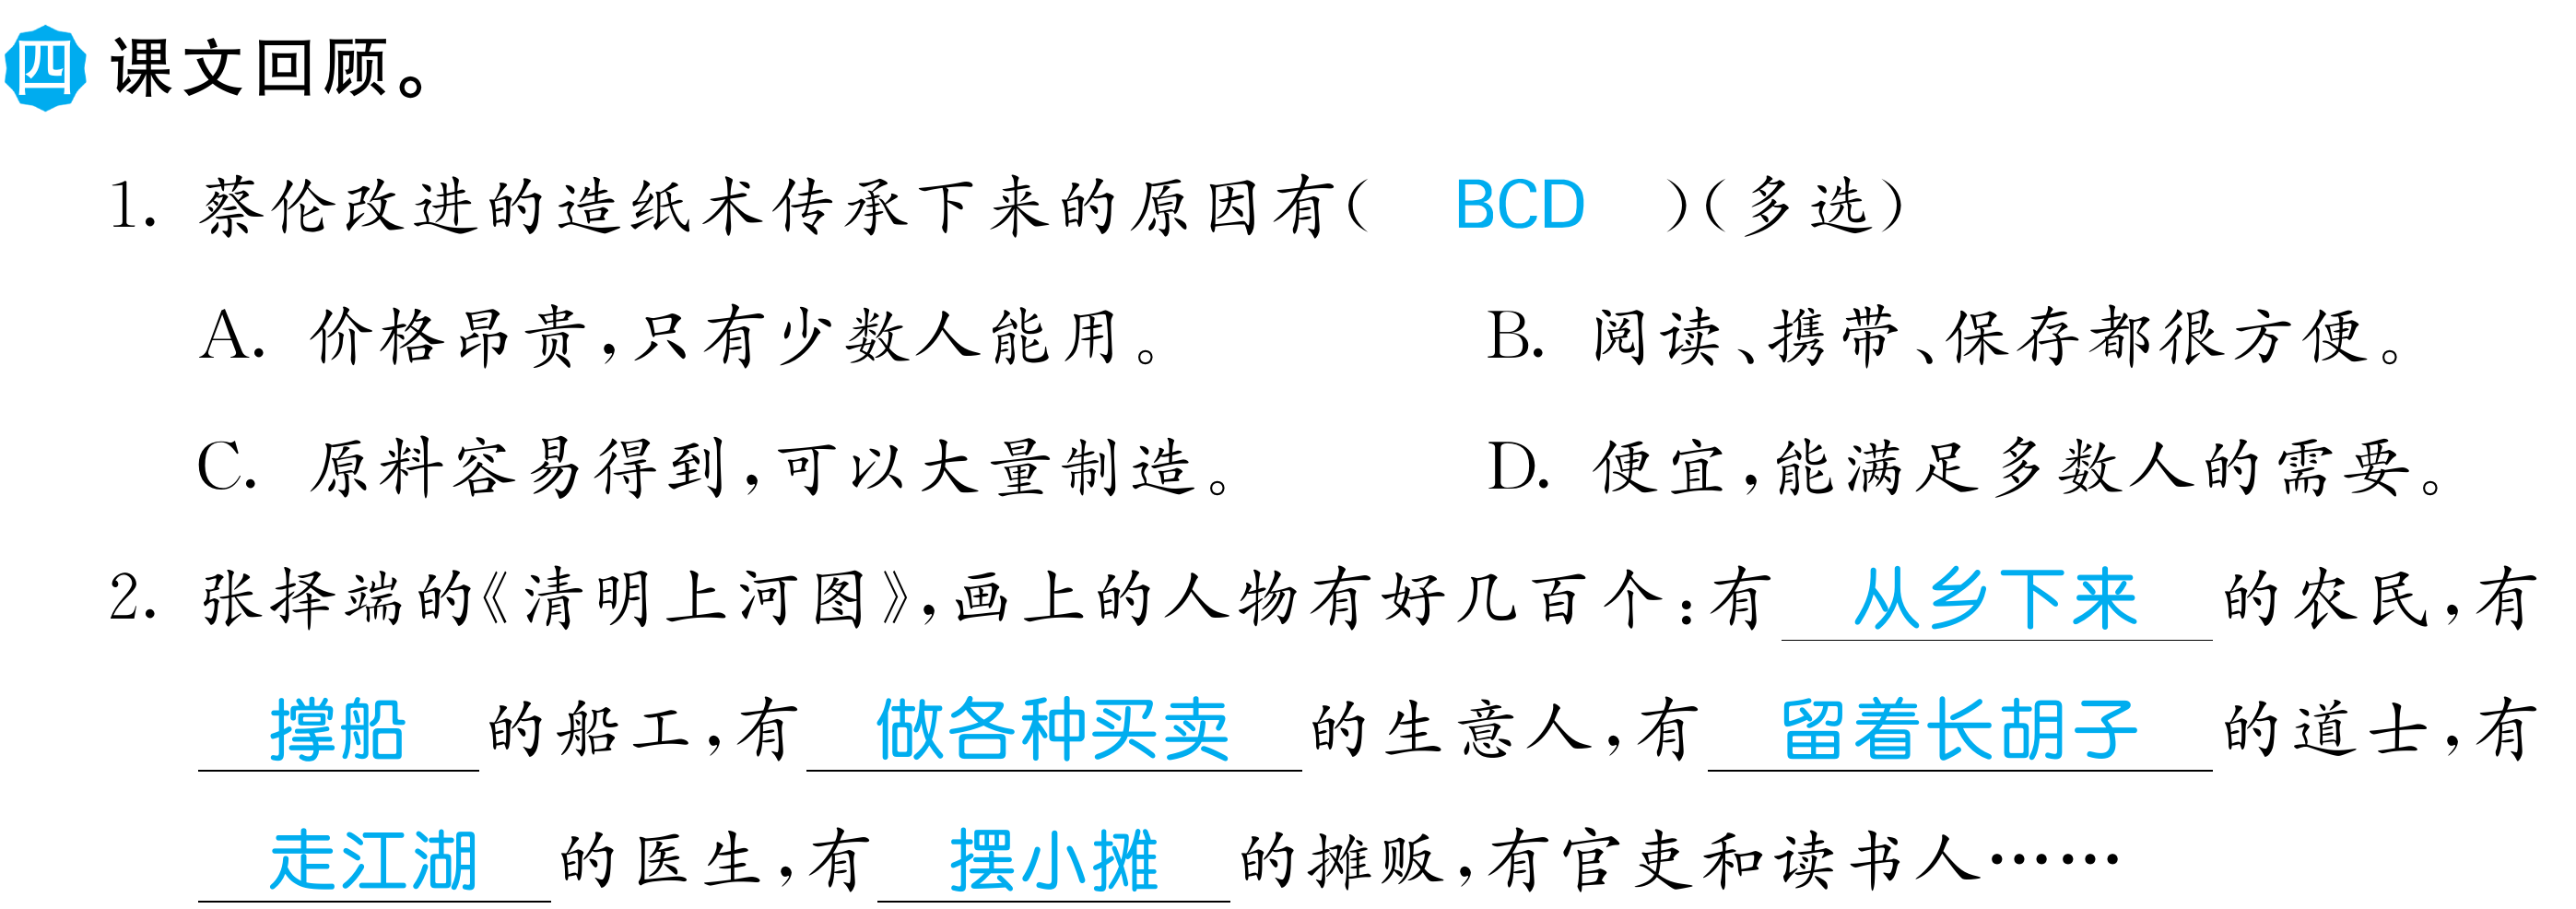 四 课文回顾。
1. 蔡伦改进的造纸术传承下来的原因有( BCD )(多选)
A. 价格昂贵,只有少数人能用。 B. 阅读、携带、保存都很方便。
C. 原料容易得到,可以大量制造。 D. 便宜,能满足多数人的需要。
2. 张择端的《清明上河图》,画上的人物有好几百个:有 从乡下来 的农民,有
撑船 的船工,有 做各种买卖 的生意人,有 留着长胡子 的道士,有
走江湖 的医生,有 摆小摊 的摊贩,有官吏和读书人……